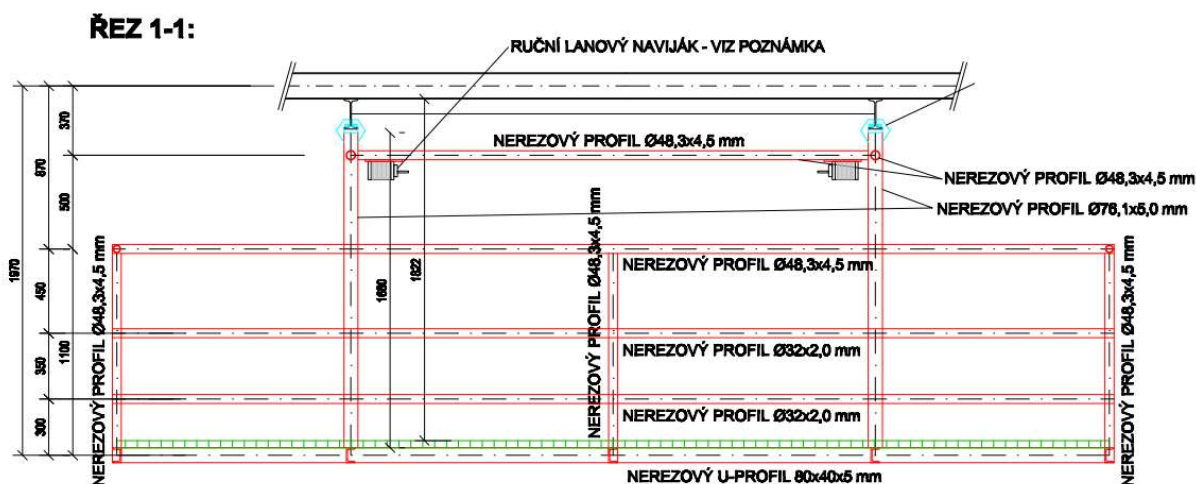 ŘEZ 1-1:
RUČNÍ LANOVÝ NAVIJÁK - VIZ POZNÁMKA
NEREZOVÝ PROFIL Ø48,3x4,5 mm
NEREZOVÝ PROFIL Ø48,3x4,5 mm
NEREZOVÝ PROFIL Ø76,1x5,0 mm
370
870
500
1970
450
1100
350
300
1680
1822
NEREZOVÝ PROFIL Ø48,3x4,5 mm
NEREZOVÝ PROFIL Ø48,3x4,5 mm
NEREZOVÝ PROFIL Ø48,3x4,5 mm
NEREZOVÝ PROFIL Ø48,3x4,5 mm
NEREZOVÝ PROFIL Ø32x2,0 mm
NEREZOVÝ PROFIL Ø32x2,0 mm
NEREZOVÝ U-PROFIL 80x40x5 mm